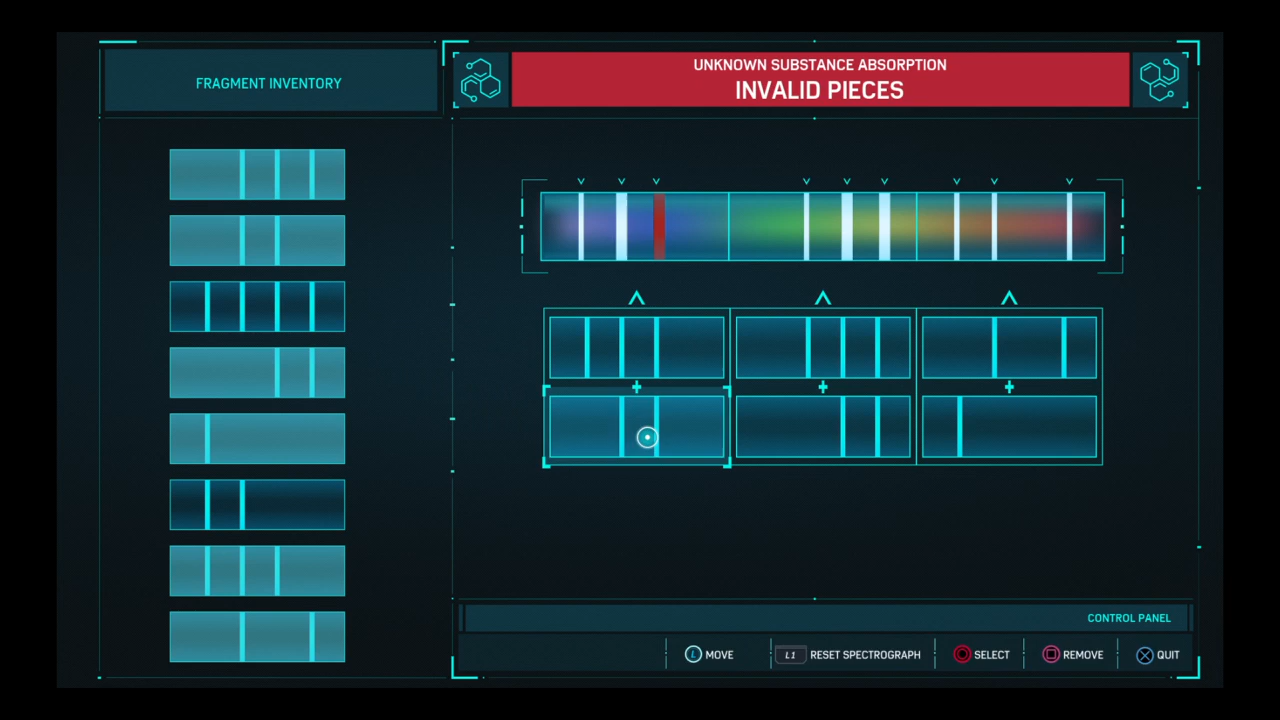 FRAGMENT INVENTORY
UNKNOWN SUBSTANCE ABSORPTION
INVALID PIECES
CONTROL PANEL
L MOVE
L1 RESET SPECTROGRAPH
SELECT
REMOVE
QUIT